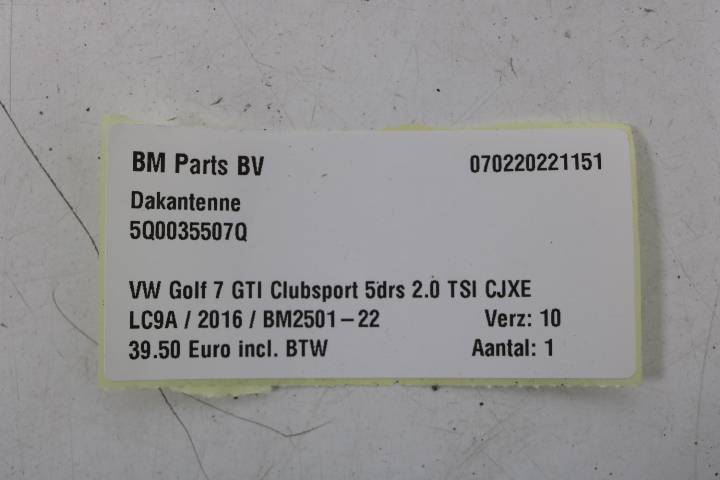 BM Parts BV 070220221151
Dakantenne
5Q0035507Q
VW Golf 7 GTI Clubsport 5drs 2.0 TSI CJXE
LC9A / 2016 / BM2501-22 Verz: 10
39.50 Euro incl. BTW Aantal: 1